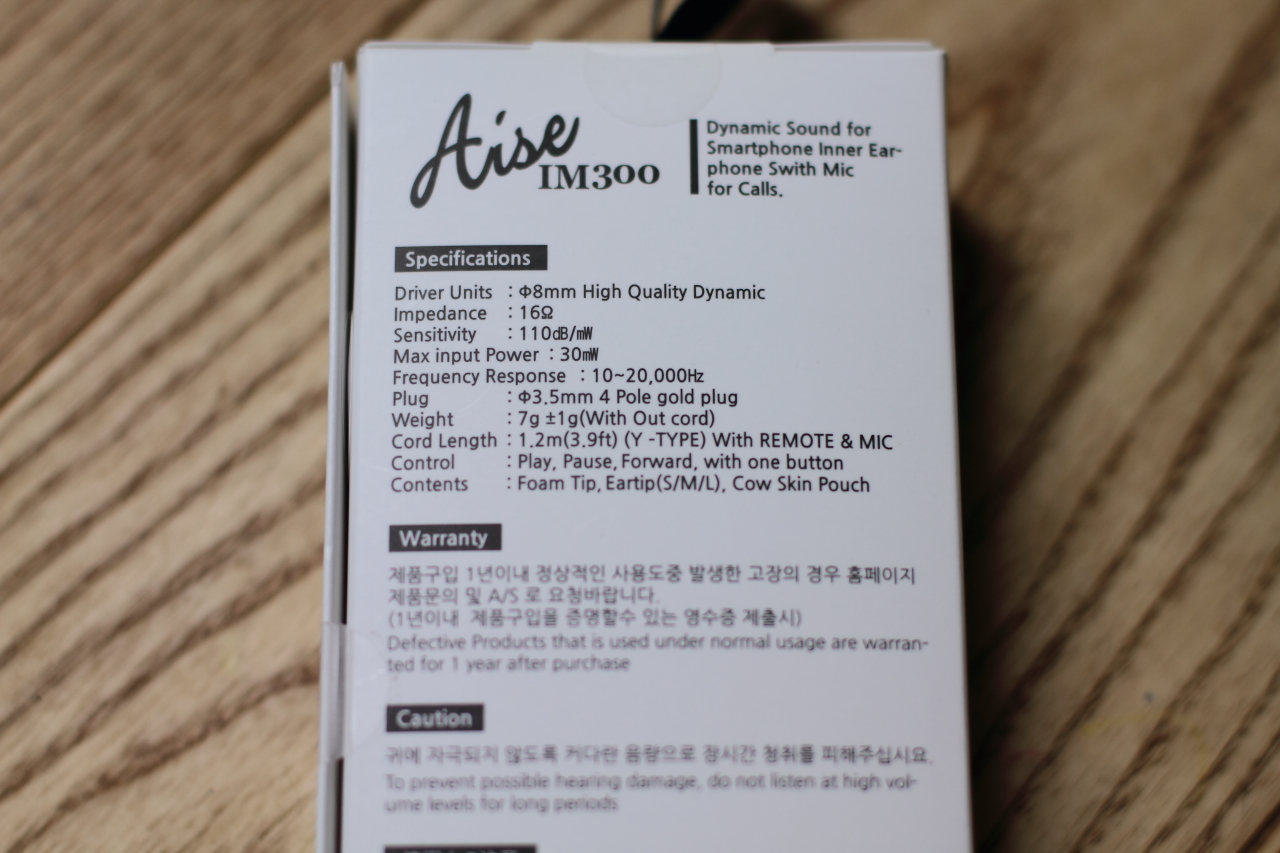 Aise
IM300
Dynamic Sound for
Smartphone Inner Ear-
phone Swith Mic
for Calls.
Specifications
Driver Units : Φ8mm High Quality Dynamic
Impedance : 16Ω
Sensitivity : 110dB/㎽
Max input Power : 30㎽
Frequency Response : 10~20,000Hz
Plug : Φ3.5mm 4 Pole gold plug
Weight : 7g ±1g(With Out cord)
Cord Length : 1.2m(3.9ft) (Y -TYPE) With REMOTE & MIC
Control : Play, Pause, Forward, with one button
Contents : Foam Tip, Eartip(S/M/L), Cow Skin Pouch
Warranty
제품구입 1년이내 정상적인 사용도중 발생한 고장의 경우 홈페이지
제품문의 및 A/S 로 요청바랍니다.
(1년이내 제품구입을 증명할수 있는 영수증 제출시)
Defective Products that is used under normal usage are warran-
ted for 1 year after purchase
Caution
귀에 자극되지 않도록 커다란 음량으로 장시간 청취를 피해주십시요.
To prevent possible hearing damage, do not listen at high vol-
ume levels for long periods